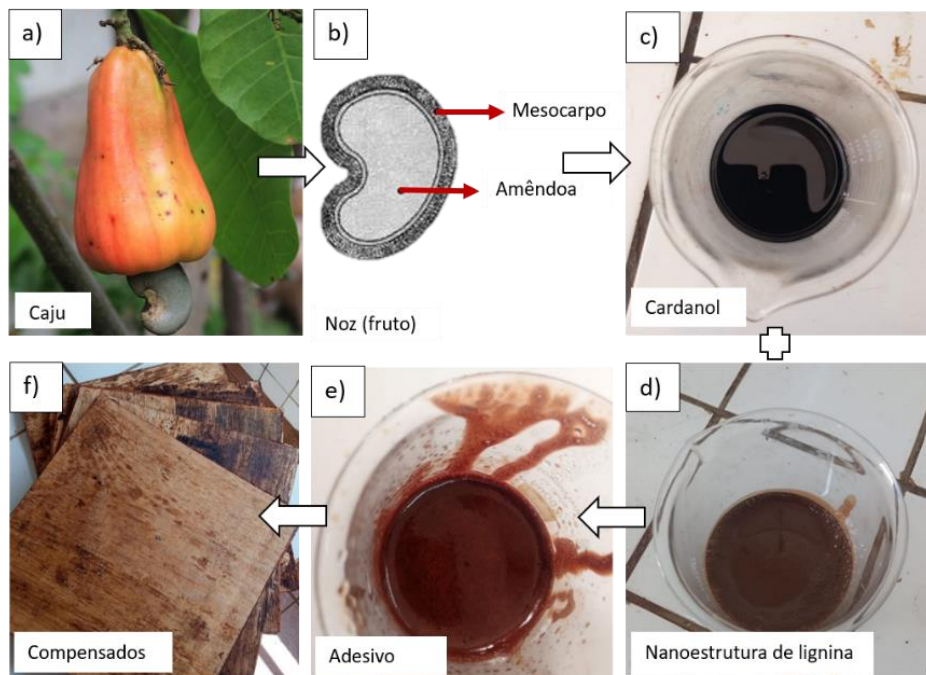 a)
Caju
b)
Mesocarpo
Amêndoa
Noz (fruto)
c)
Cardanol
d)
Nanoestrutura de lignina
e)
Adesivo
f)
Compensados